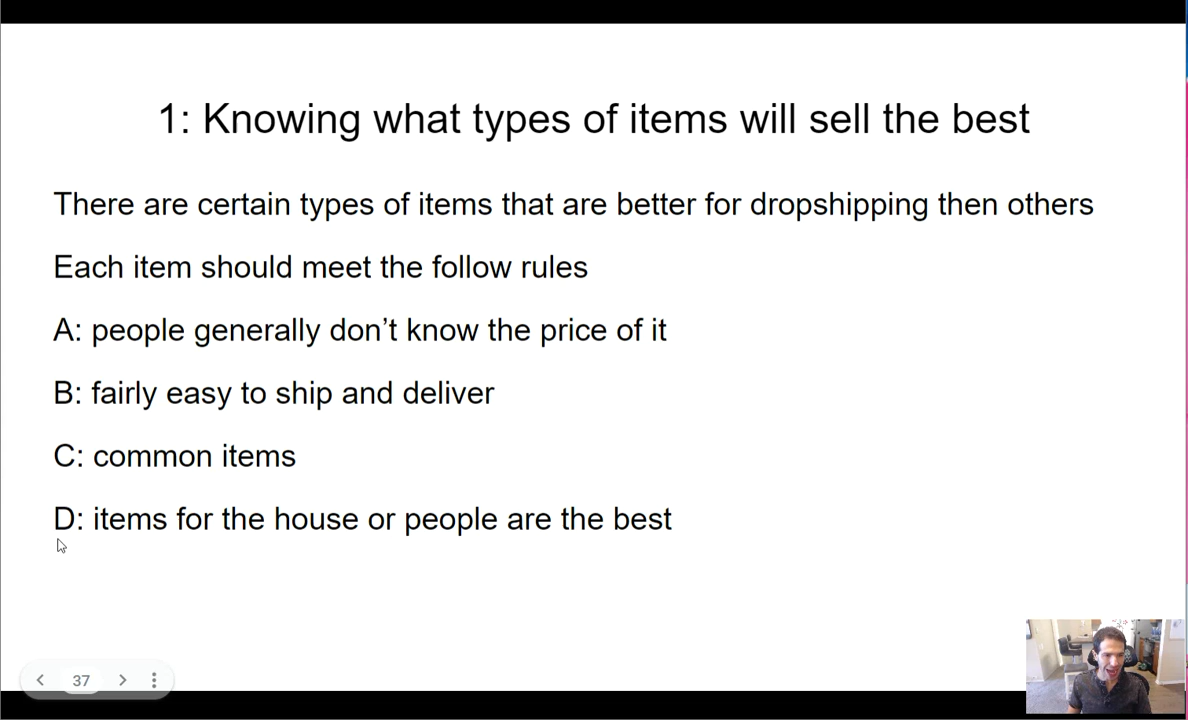 1: Knowing what types of items will sell the best
There are certain types of items that are better for dropshipping then others
Each item should meet the follow rules
A: people generally don’t know the price of it
B: fairly easy to ship and deliver
C: common items
D: items for the house or people are the best
37